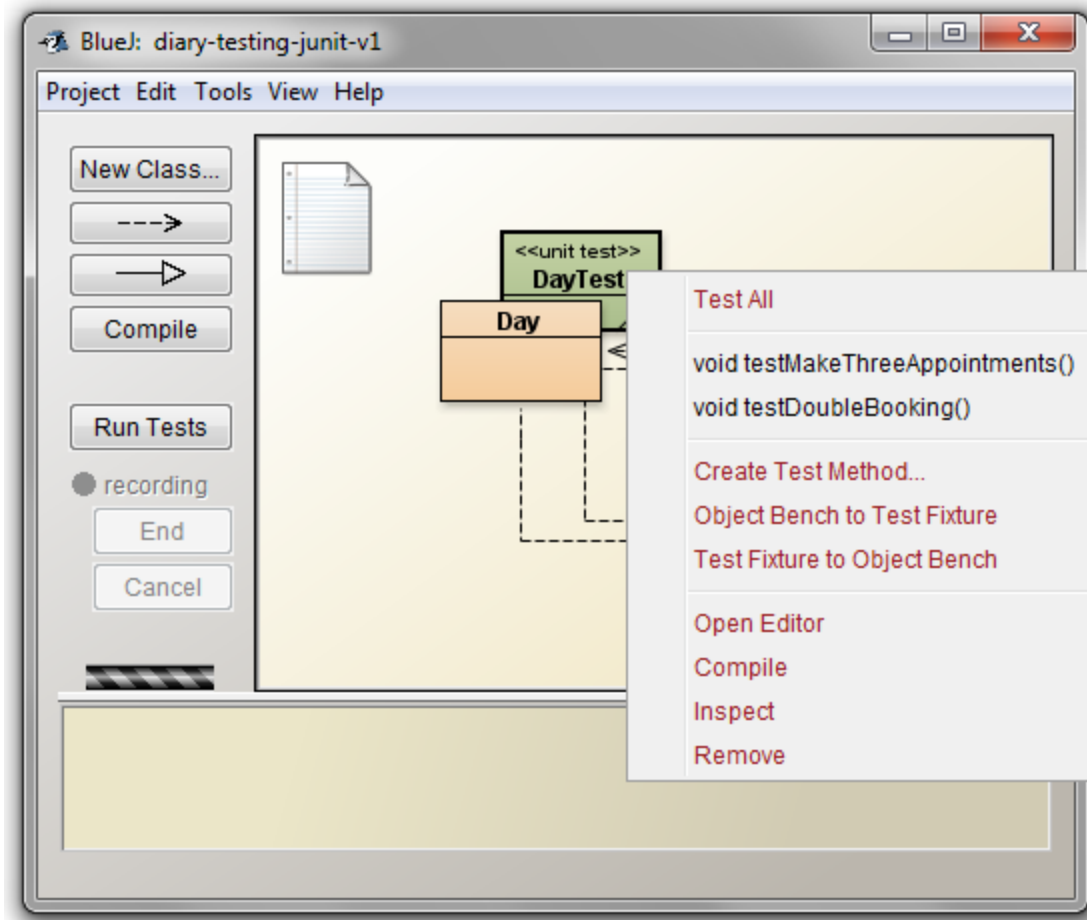 BlueJ: diary-testing-junit-v1
Project Edit Tools View Help
New Class...
Compile
Run Tests
recording
End
Cancel
<<unit test>>
DayTest
Day
Test All
void testMakeThreeAppointments()
void testDoubleBooking()
Create Test Method...
Object Bench to Test Fixture
Test Fixture to Object Bench
Open Editor
Compile
Inspect
Remove